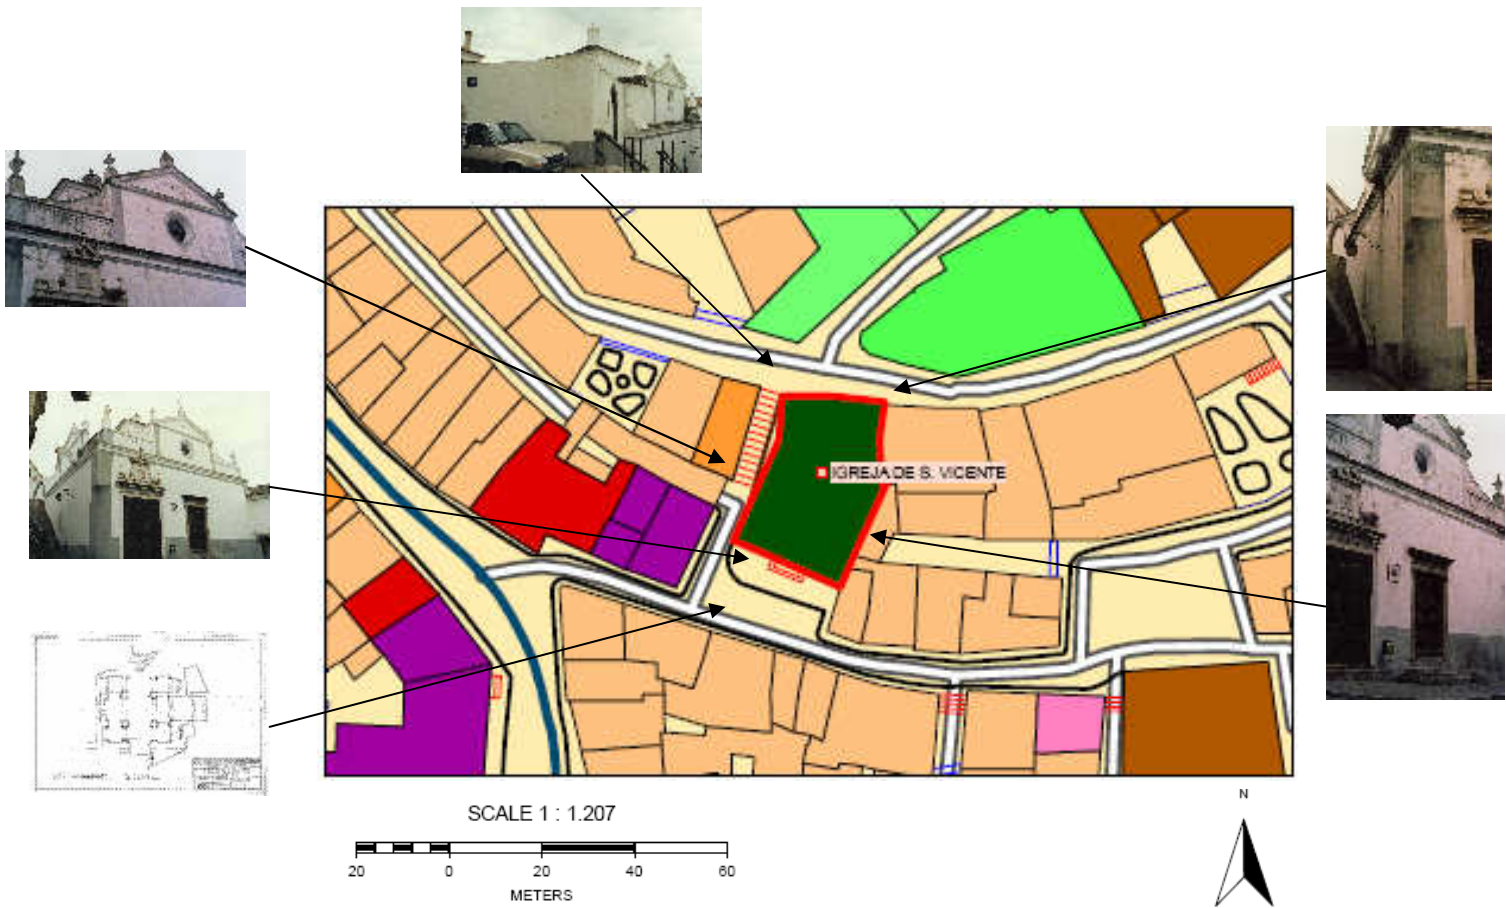 IGREJA DE S. VICENTE
SCALE 1 : 1.207
20 0 20 40 60
METERS
N